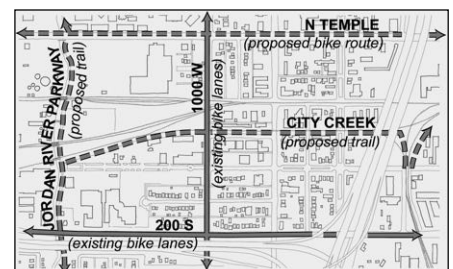 N TEMPLE
(proposed bike route)
JORDAN RIVER PARKWAY
(proposed trail)
1000 W
(existing bike lanes)
CITY CREEK
(proposed trail)
200 S
(existing bike lanes)